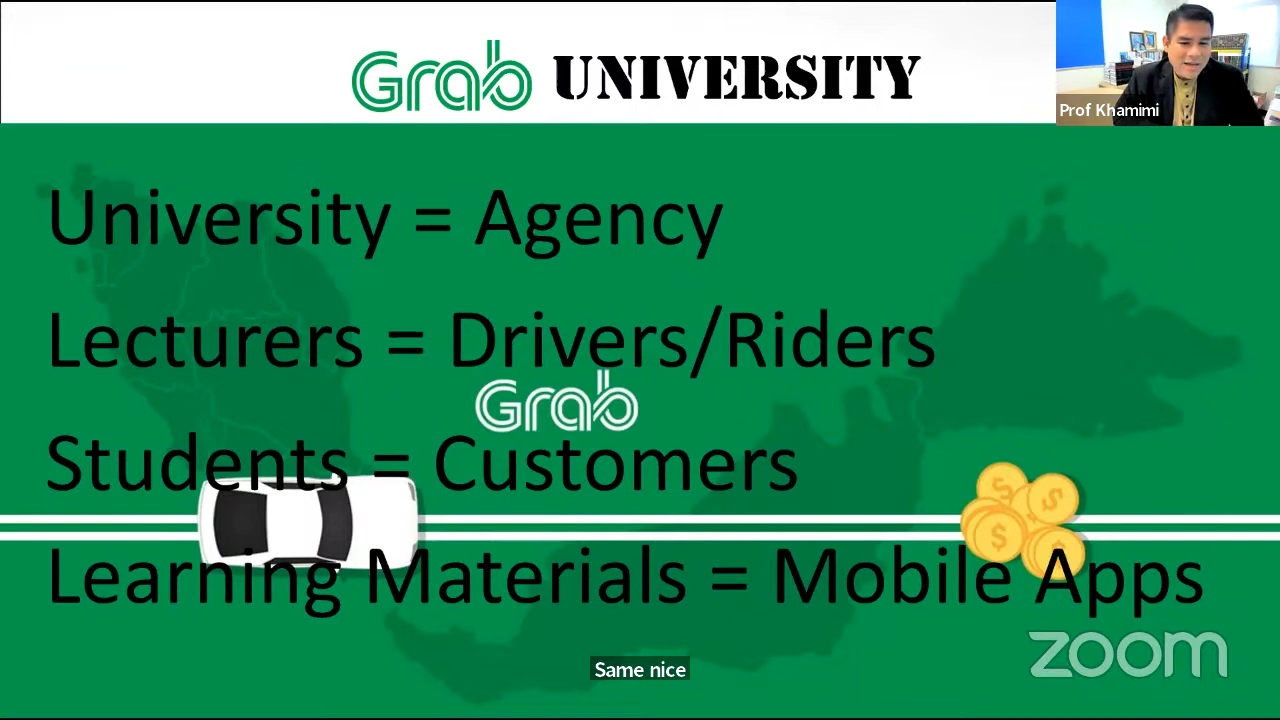 Grab UNIVERSITY
Prof Khamimi
University = Agency
Lecturers = Drivers/Riders
Grab
Students = Customers
Learning Materials = Mobile Apps
zoom
Same nice